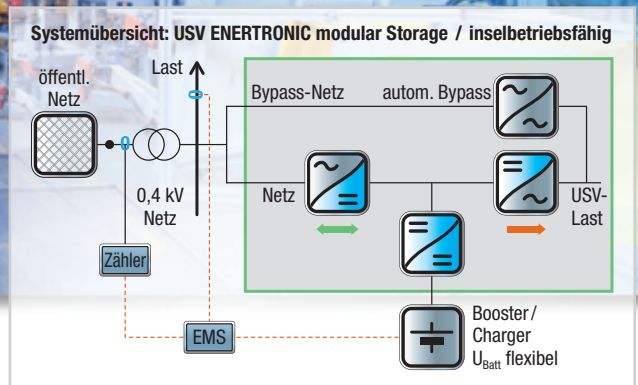 Systemübersicht: USV ENERTRONIC modular Storage / inselbetriebsfähig
öffentl.
Netz
Last
Bypass-Netz
autom. Bypass
0,4 kV
Netz
Netz
USV-
Last
Zähler
EMS
Booster/
Charger
UBatt flexibel